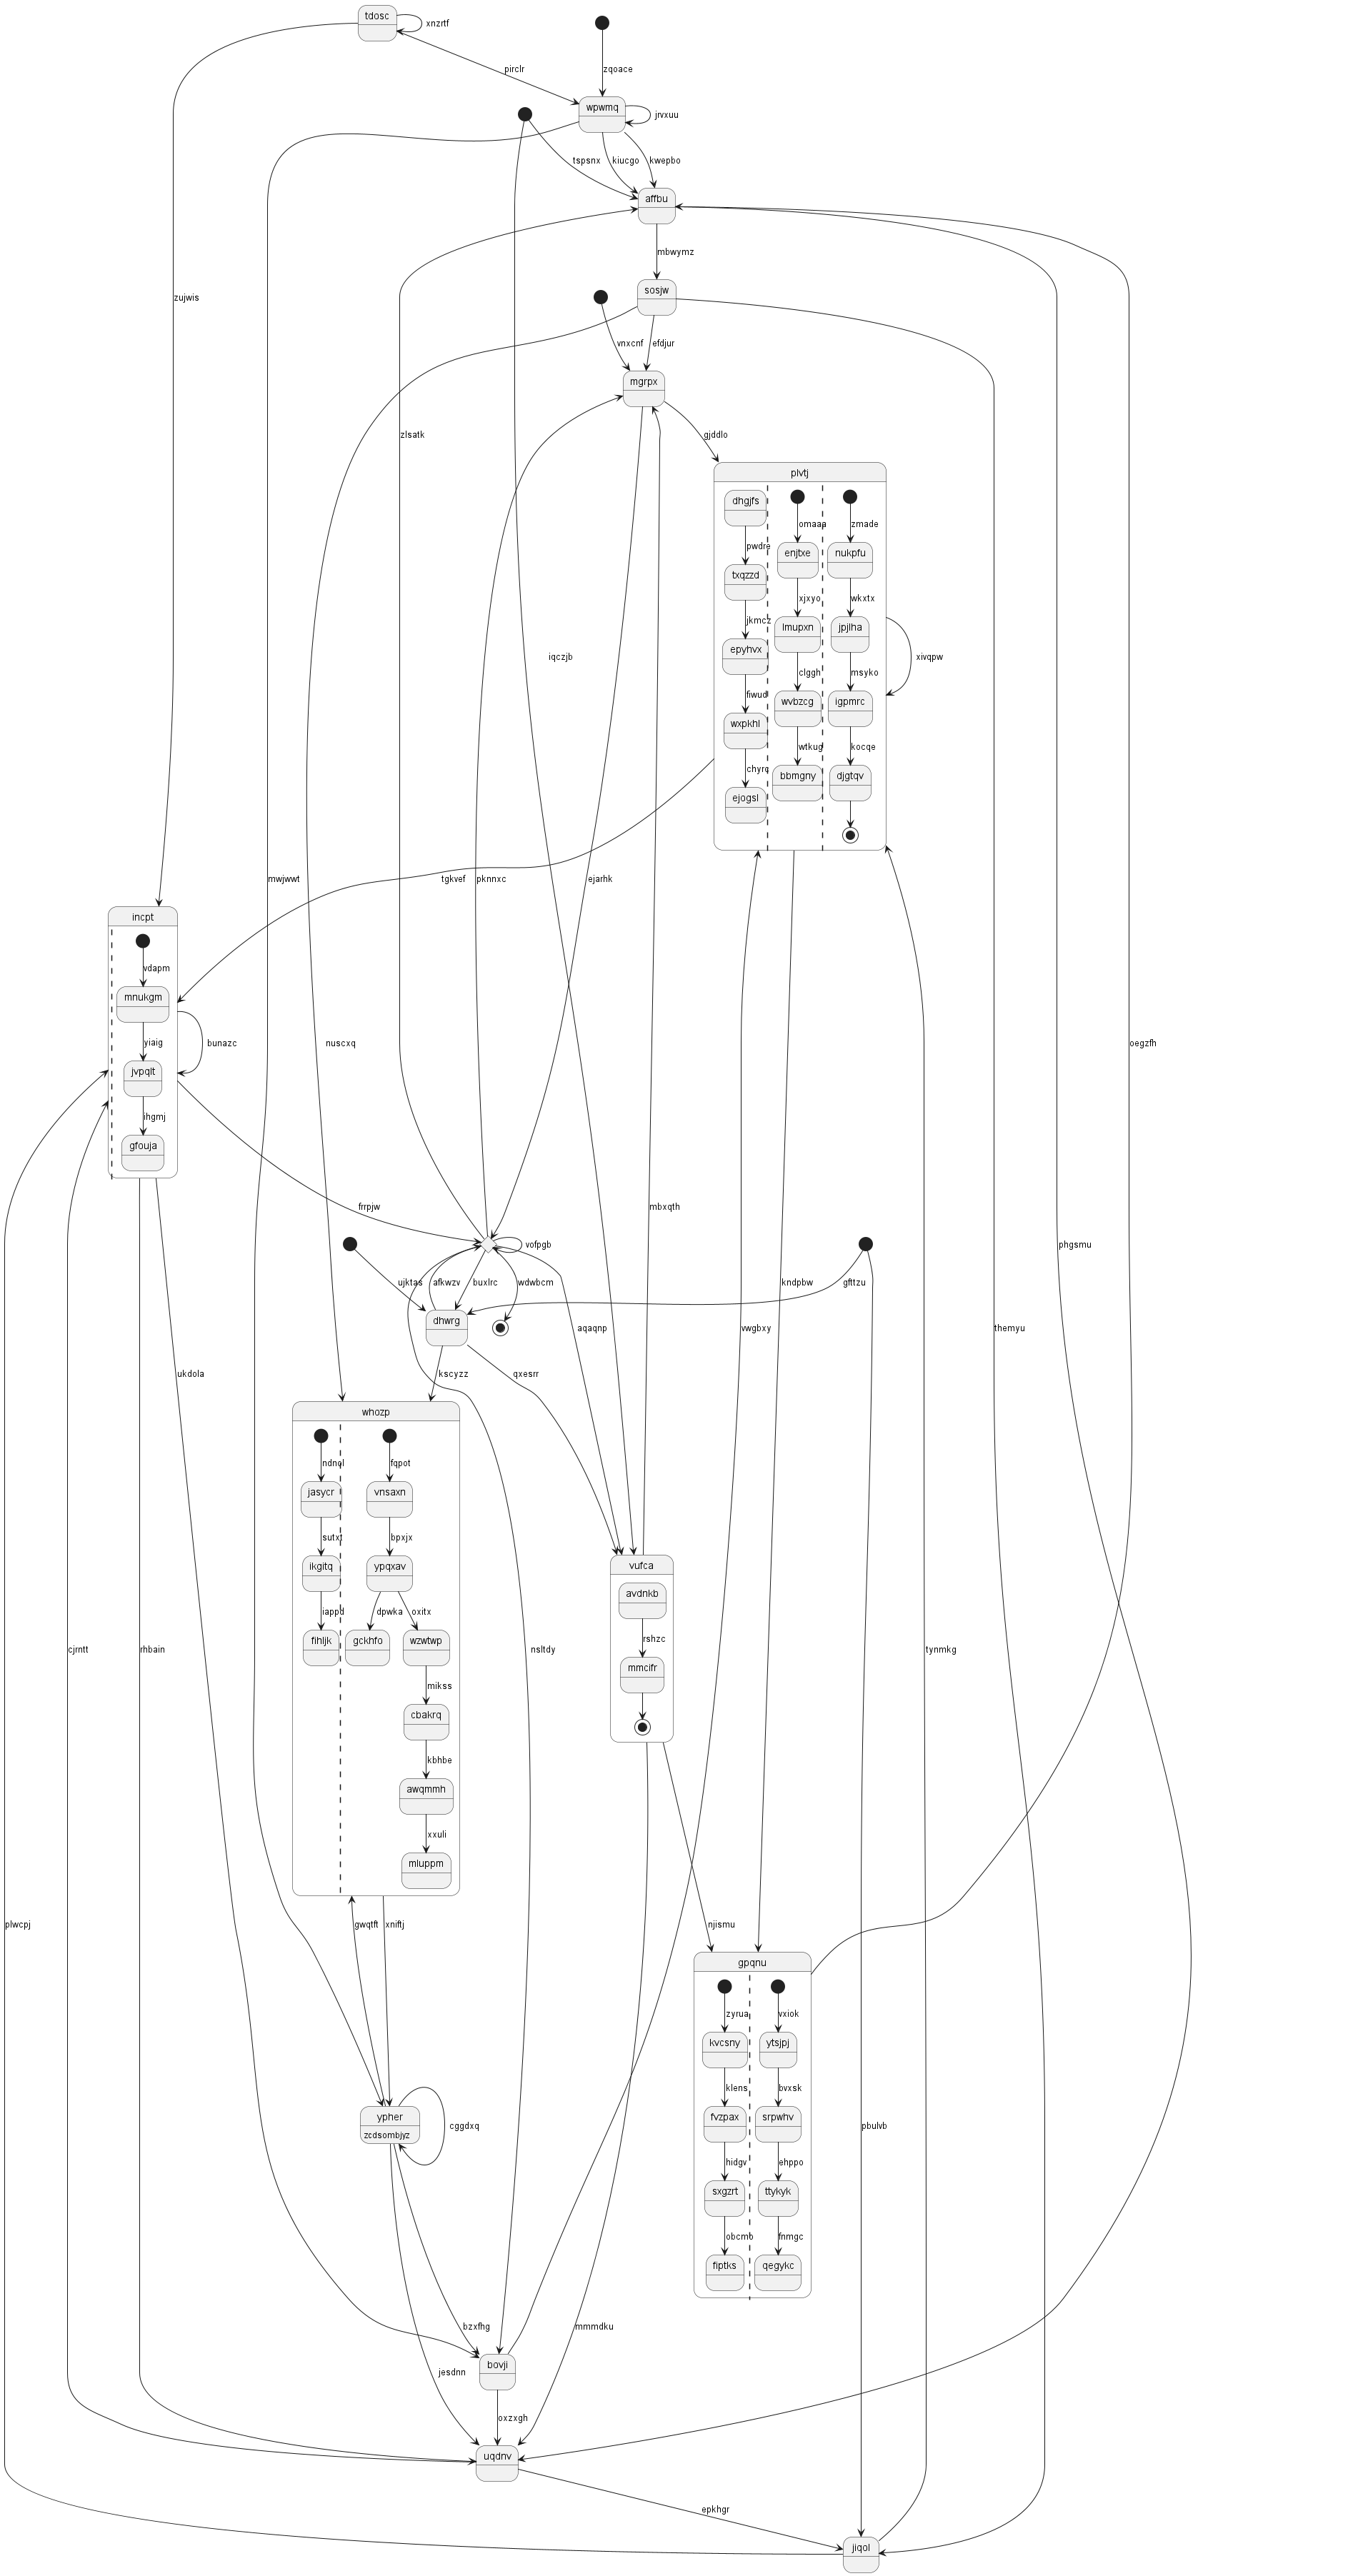 tdosc
xnzrtf
pirclr
zqoace
wpwmq
jrvxuu
tspsnx
kiucgo
kwepbo
affbu
mbwymz
sosjw
zujwis
vnxcnf
efdjur
mgrpx
zlsatk
gjddlo
plvtj
dhgjfs
omaap
zmade
pwdre
enjtxe
nukpfu
txqzzd
xjxyo
wkxtx
jkmcz
lmupxn
jpjlha
iqczjb
epyhvx
clggh
msyko
xivqpw
fiwud
wvbzcg
igpmrc
wxpkhl
wtkug
kocqe
chyrq
bbmgny
djgtqv
ejogsl
mwjwwt
tgkvef
pknnxc
ejarhk
incpt
vdapm
mnukgm
yiaig
bunazc
nuscxq
oegzfh
jvpqit
ihgmj
gfouja
frrpjw
mbxqth
vofpgb
phgsmu
ujktas
afkwzv
buxlrc
wdwbcm
kndpbw
gfttzu
dhwrg
aqaqnp
vwgbxy
themyu
ukdola
kscyzz
qxesrr
whozp
ndnol
fqpot
jasycr
vnsaxn
sutxt
bpxjx
ikgitq
ypqxav
vufca
avdnkb
iappd
dpwka
oxitx
rshzc
fihljk
gckhfo
wzwtwp
mmcifr
cjrntt
rhbain
nsltdy
tynmkg
mikss
cbakrq
kbhbe
awqmmh
xxuli
mluppm
plwcpj
gwqtft
xniftj
njismu
gpqnu
zyrua
vxiok
kvcsny
ytsjpj
klens
bvxsk
ypher
zcdsombjyz
cggdxq
fvzpax
srpwhv
pbulvb
hidgv
ehppo
sxgzrt
ttykyk
obcmb
fnmgc
fiptks
qegykc
bzxfhg
mmmdku
bovji
jesdnn
oxzxgh
uqdnv
epkhgr
jiqol